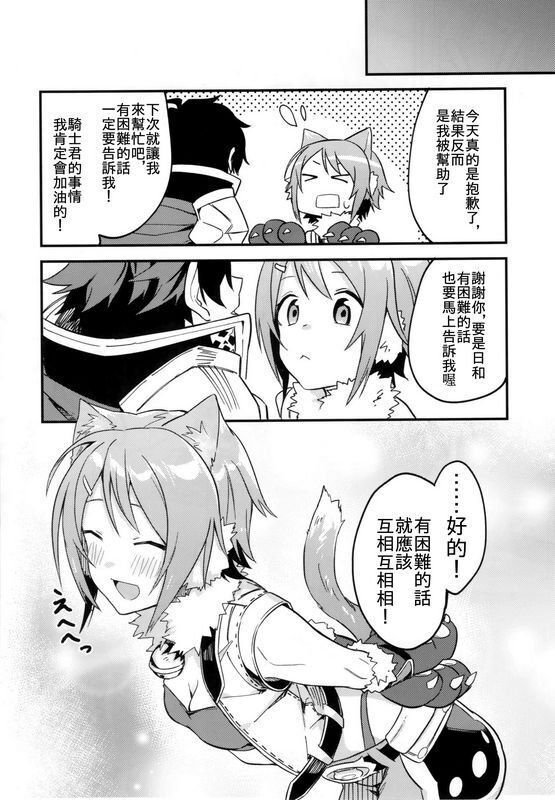 今天真的是抱歉了,
結果反而
是我被幫助了
下次就讓我
來幫忙吧,
有困難的話
一定要告訴我!
騎士君的事情
我肯定會加油的!
謝謝你,要是日和
有困難的話
也要馬上告訴我喔
……好的!
有困難的話
就應該
互相互相!
えへへっ